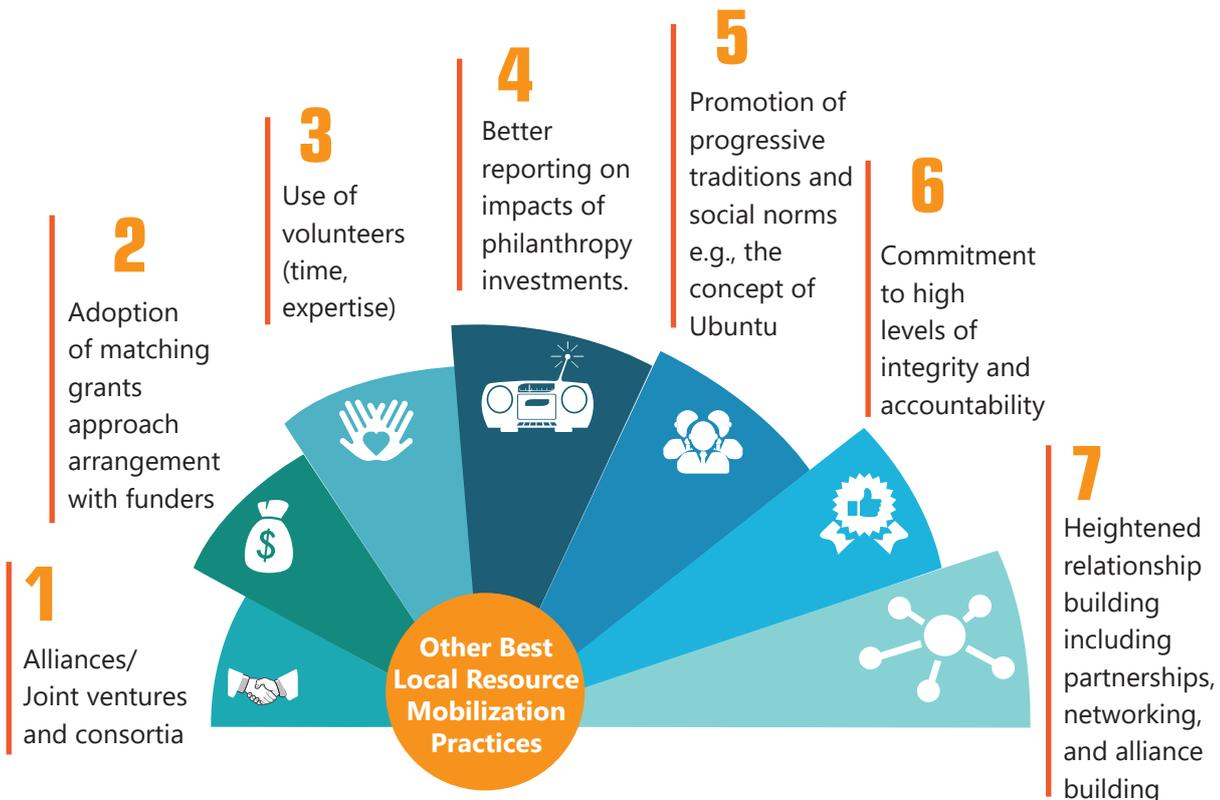 1
Alliances/
Joint ventures
and consortia
2
Adoption
of matching
grants
approach
arrangement
with funders
3
Use of
volunteers
(time,
expertise)
4
Better
reporting on
impacts of
philanthropy
investments.
5
Promotion of
progressive
traditions and
social norms
e.g., the
concept of
Ubuntu
6
Commitment
to high
levels of
integrity and
accountability
7
Heightened
relationship
building
including
partnerships,
networking,
and alliance
building
$
Other Best
Local Resource
Mobilization
Practices